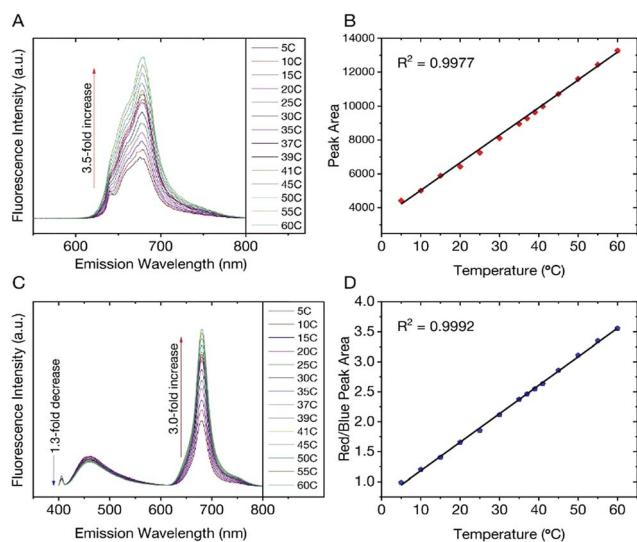 A
Fluorescence Intensity (a.u.)
3.5-fold increase
5C
10C
15C
20C
25C
30C
35C
37C
39C
41C
45C
50C
55C
60C
600 700 800
Emission Wavelength (nm)
B
R² = 0.9977
Peak Area
14000
12000
10000
8000
6000
4000
0 10 20 30 40 50 60
Temperature (ºC)
C
Fluorescence Intensity (a.u.)
1.3-fold decrease
3.0-fold increase
5C
10C
15C
20C
25C
30C
35C
37C
39C
41C
45C
50C
55C
60C
400 500 600 700 800
Emission Wavelength (nm)
D
R² = 0.9992
Red/Blue Peak Area
4.0
3.5
3.0
2.5
2.0
1.5
1.0
0 10 20 30 40 50 60
Temperature (ºC)